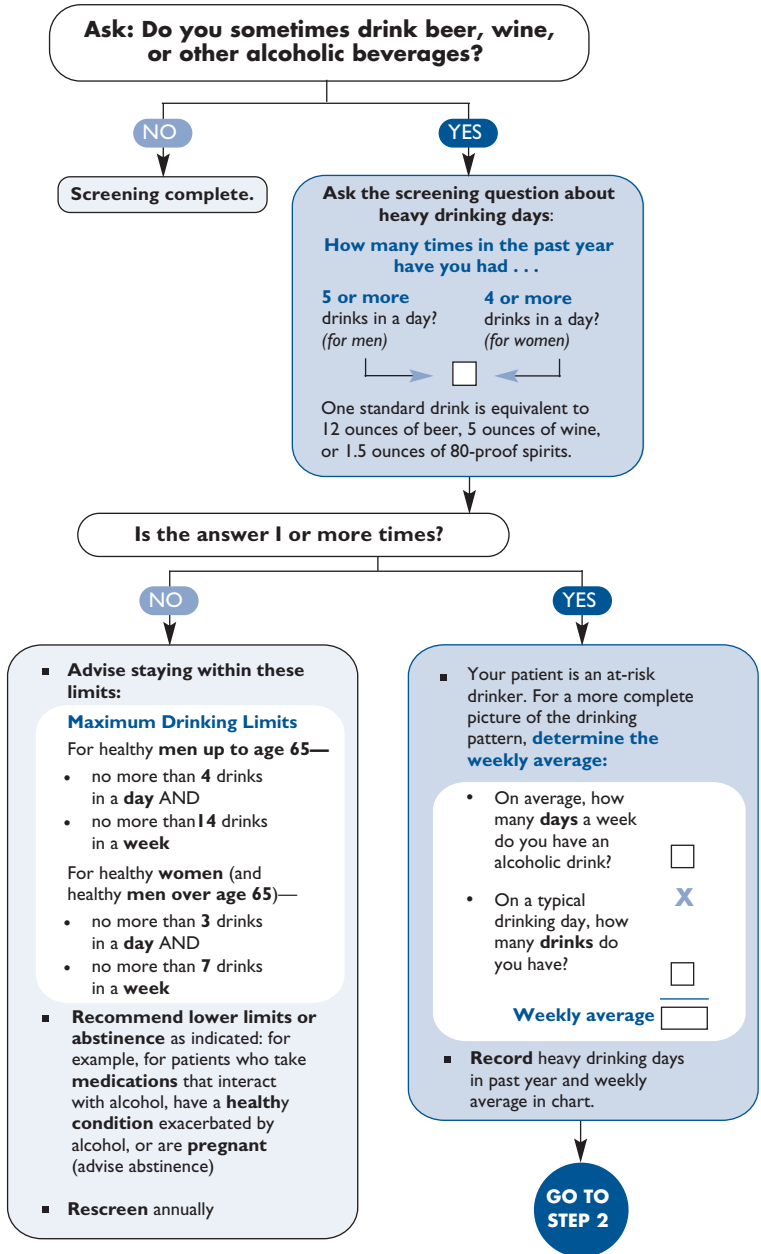 Ask: Do you sometimes drink beer, wine,
or other alcoholic beverages?
NO
YES
Screening complete.
Ask the screening question about
heavy drinking days:
How many times in the past year
have you had . . .
5 or more
drinks in a day?
(for men)
4 or more
drinks in a day?
(for women)
One standard drink is equivalent to
12 ounces of beer, 5 ounces of wine,
or 1.5 ounces of 80-proof spirits.
Is the answer 1 or more times?
NO
YES
Advise staying within these
limits:
Maximum Drinking Limits
For healthy men up to age 65—
• no more than 4 drinks
in a day AND
• no more than14 drinks
in a week
For healthy women (and
healthy men over age 65)—
• no more than 3 drinks
in a day AND
• no more than 7 drinks
in a week
Recommend lower limits or
abstinence as indicated: for
example, for patients who take
medications that interact
with alcohol, have a healthy
condition exacerbated by
alcohol, or are pregnant
(advise abstinence)
Rescreen annually
Your patient is an at-risk
drinker. For a more complete
picture of the drinking
pattern, determine the
weekly average:
• On average, how
many days a week
do you have an
alcoholic drink?
X
• On a typical
drinking day, how
many drinks do
you have?
Weekly average
Record heavy drinking days
in past year and weekly
average in chart.
GO TO
STEP 2